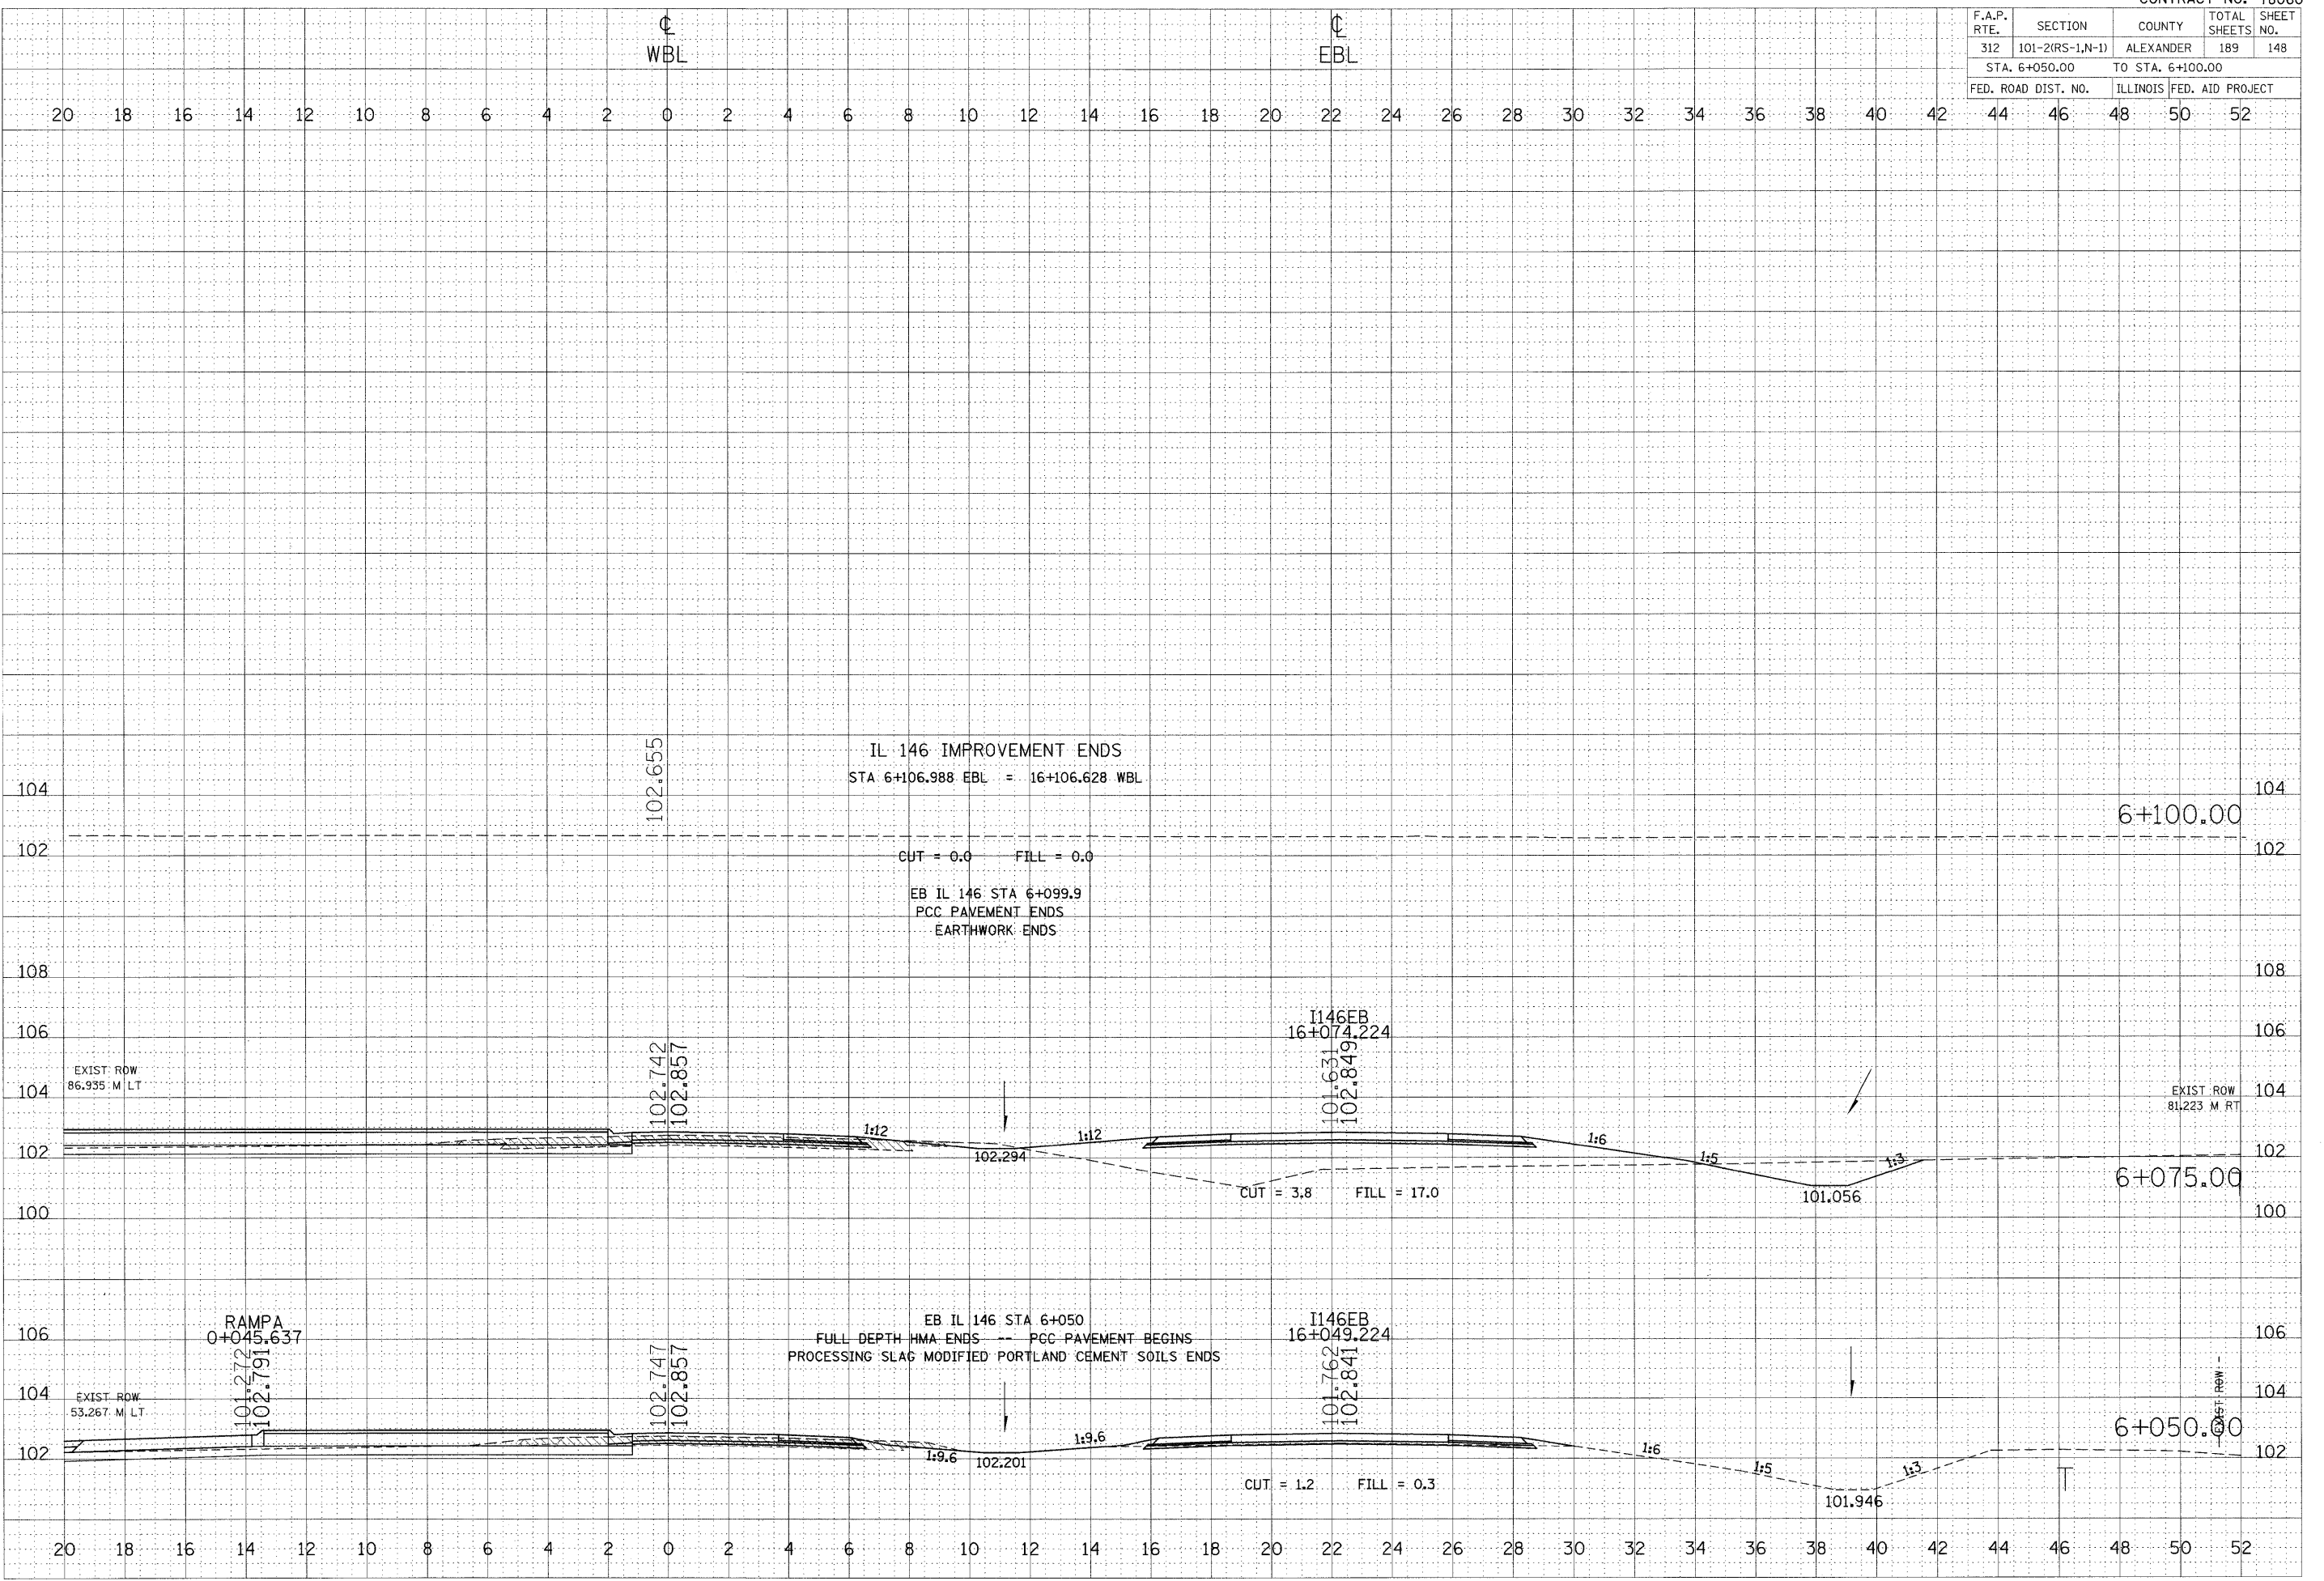 CONTRACT NO.
F.A.P. RTE. SECTION COUNTY TOTAL SHEETS SHEET NO.
312 101-2(RS-1,N-1) ALEXANDER 189 148
STA. 6+050.00 TO STA. 6+100.00
FED. ROAD DIST. NO. ILLINOIS FED. AID PROJECT
℄ ℄
WBL EBL
20 18 16 14 12 10 8 6 4 2 0 2 4 6 8 10 12 14 16 18 20 22 24 26 28 30 32 34 36 38 40 42 44 46 48 50 52
102.655
IL 146 IMPROVEMENT ENDS
STA 6+106.988 EBL = 16+106.628 WBL
104 104
6+100.00
102 102
CUT = 0.0 FILL = 0.0
EB IL 146 STA 6+099.9
PCC PAVEMENT ENDS
EARTHWORK ENDS
108 108
I146EB
16+074.224
106 106
102.742
102.857
101.631
102.849
EXIST ROW
86.935 M LT
104 104
EXIST ROW
81.223 M RT
1:12 1:12 1:6
102 102
102.294 1:5 1:3
6+075.00
CUT = 3.8 FILL = 17.0
101.056
100 100
RAMPA
0+045.637
EB IL 146 STA 6+050
FULL DEPTH HMA ENDS -- PCC PAVEMENT BEGINS
PROCESSING SLAG MODIFIED PORTLAND CEMENT SOILS ENDS
I146EB
16+049.224
106 106
101.272
102.791
102.747
102.857
101.762
102.841
EXIST ROW
53.267 M LT
104 104
EXIST ROW
6+050.00
1:9.6 1:9.6 1:6
102 102
102.201 1:5 1:3
CUT = 1.2 FILL = 0.3
101.946
20 18 16 14 12 10 8 6 4 2 0 2 4 6 8 10 12 14 16 18 20 22 24 26 28 30 32 34 36 38 40 42 44 46 48 50 52